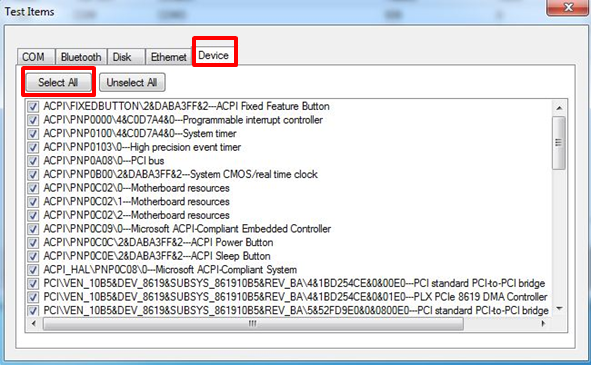 Test Items
COM Bluetooth Disk Ethernet Device
Select All Unselect All
ACPI\FIXEDBUTTON\2&DABA3FF&2---ACPI Fixed Feature Button
ACPI\PNP0000\4&C0D7A4&0---Programmable interrupt controller
ACPI\PNP0100\4&C0D7A4&0---System timer
ACPI\PNP0103\0---High precision event timer
ACPI\PNP0A08\0---PCI bus
ACPI\PNP0B00\2&DABA3FF&2---System CMOS/real time clock
ACPI\PNP0C02\0---Motherboard resources
ACPI\PNP0C02\1---Motherboard resources
ACPI\PNP0C02\2---Motherboard resources
ACPI\PNP0C09\0---Microsoft ACPI-Compliant Embedded Controller
ACPI\PNP0C0C\2&DABA3FF&2---ACPI Power Button
ACPI\PNP0C0E\2&DABA3FF&2---ACPI Sleep Button
ACPI_HAL\PNP0C08\0---Microsoft ACPI-Compliant System
PCI\VEN_10B5&DEV_8619&SUBSYS_861910B5&REV_BA\4&1BD254CE&0&00E0---PCI standard PCI-to-PCI bridge
PCI\VEN_10B5&DEV_8619&SUBSYS_861910B5&REV_BA\4&1BD254CE&0&01E0---PLX PCIe 8619 DMA Controller
PCI\VEN_10B5&DEV_8619&SUBSYS_861910B5&REV_BA\5&52FD9E0&0&0800E0---PCI standard PCI-to-PCI bridge